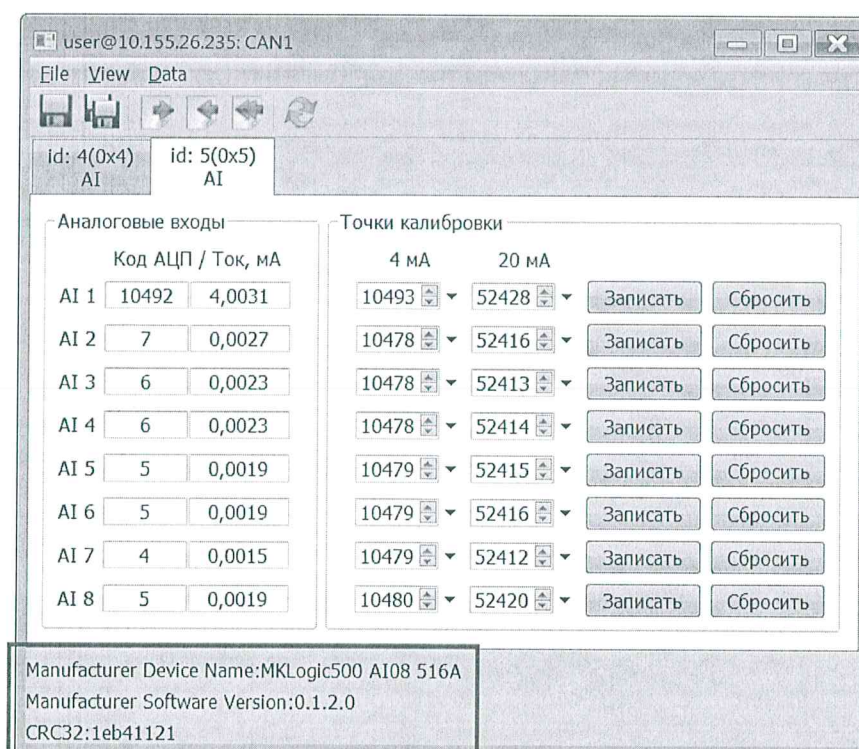 user@10.155.26.235: CAN1
File View Data
id: 4(0x4) AI
id: 5(0x5) AI
Аналоговые входы
Точки калибровки
Код АЦП / Ток, мА
4 мА 20 мА
AI 1 10492 4,0031 10493 52428 Записать Сбросить
AI 2 7 0,0027 10478 52416 Записать Сбросить
AI 3 6 0,0023 10478 52413 Записать Сбросить
AI 4 6 0,0023 10478 52414 Записать Сбросить
AI 5 5 0,0019 10479 52415 Записать Сбросить
AI 6 5 0,0019 10479 52416 Записать Сбросить
AI 7 4 0,0015 10479 52412 Записать Сбросить
AI 8 5 0,0019 10480 52420 Записать Сбросить
Manufacturer Device Name:MKLogic500 AI08 516A
Manufacturer Software Version:0.1.2.0
CRC32:1eb41121